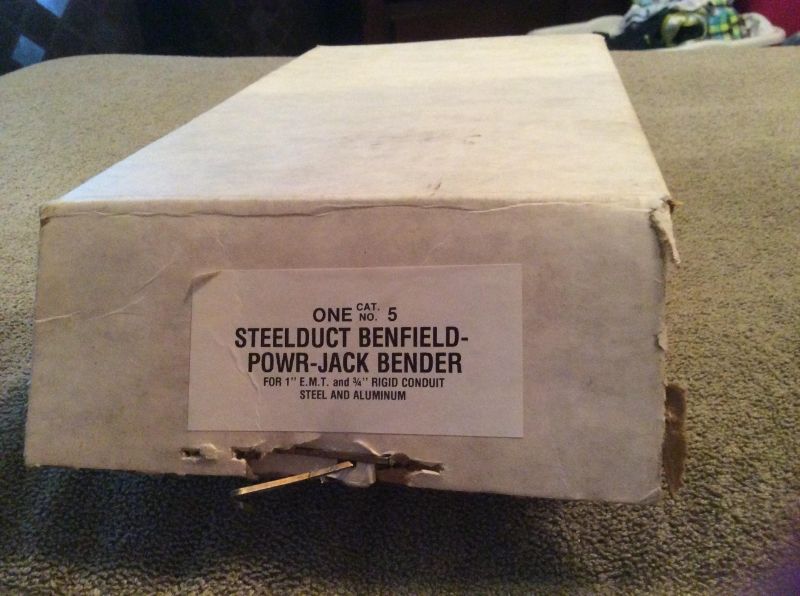 ONE CAT. NO. 5
STEELDUCT BENFIELD-
POWR-JACK BENDER
FOR 1" E.M.T. and ¾" RIGID CONDUIT
STEEL AND ALUMINUM